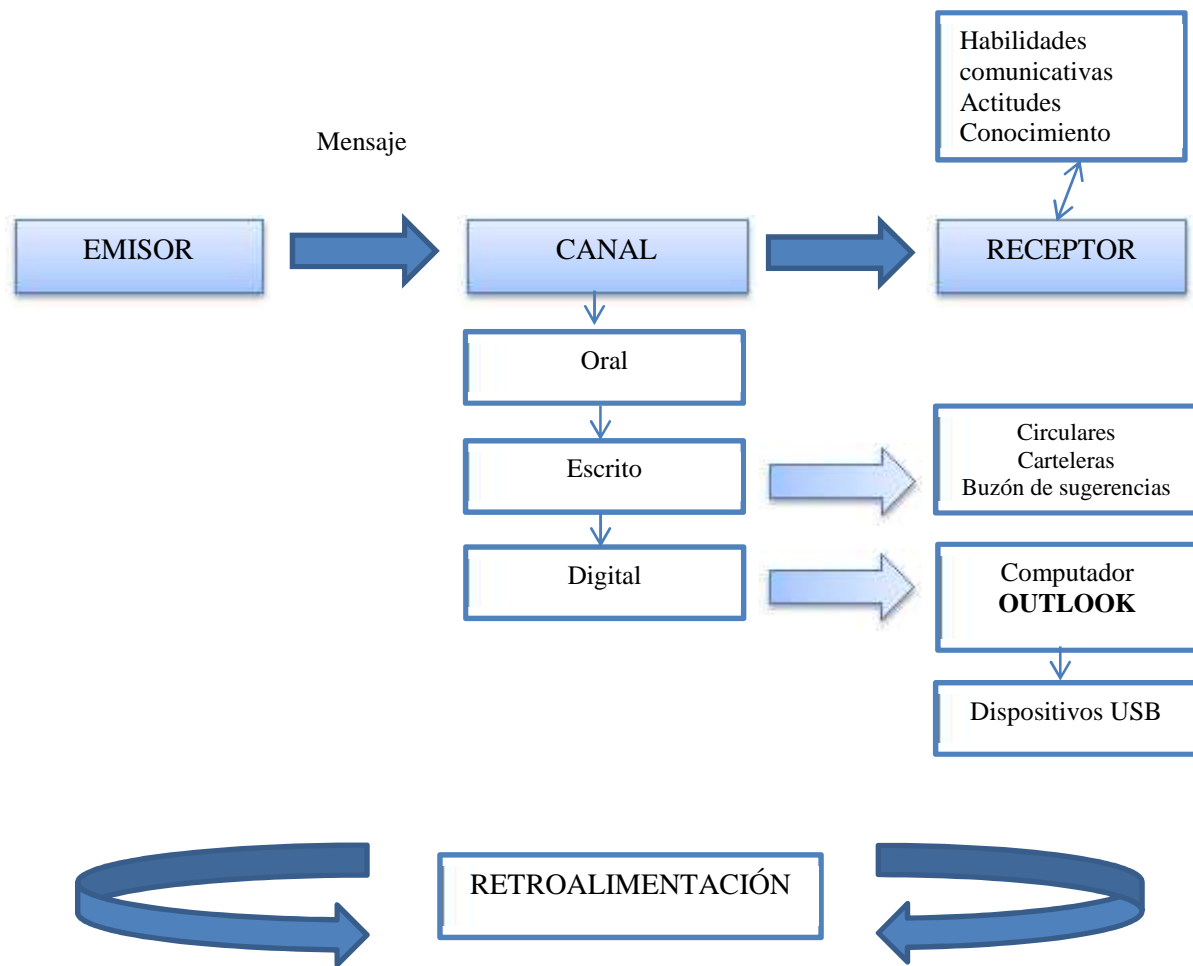 Habilidades
comunicativas
Actitudes
Conocimiento
Mensaje
EMISOR
CANAL
RECEPTOR
Oral
Escrito
Circulares
Carteleras
Buzón de sugerencias
Digital
Computador
OUTLOOK
Dispositivos USB
RETROALIMENTACIÓN